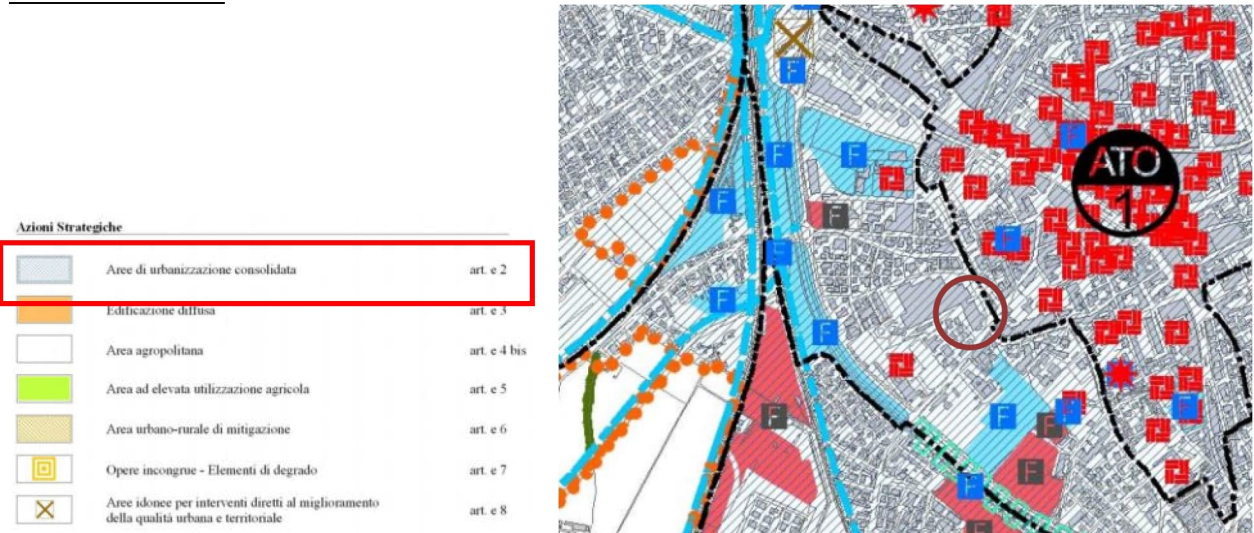 Azioni Strategiche
Aree di urbanizzazione consolidata art. e 2
Edificazione diffusa art. e 3
Area agropolitana art. e 4 bis
Area ad elevata utilizzazione agricola art. e 5
Area urbano-rurale di mitigazione art. e 6
Opere incongrue - Elementi di degrado art. e 7
Aree idonee per interventi diretti al miglioramento
della qualità urbana e territoriale art. e 8
F
F
F
F
F
F
S
F
F
F
F
F
F
F
F
F
F
F
ATO
1